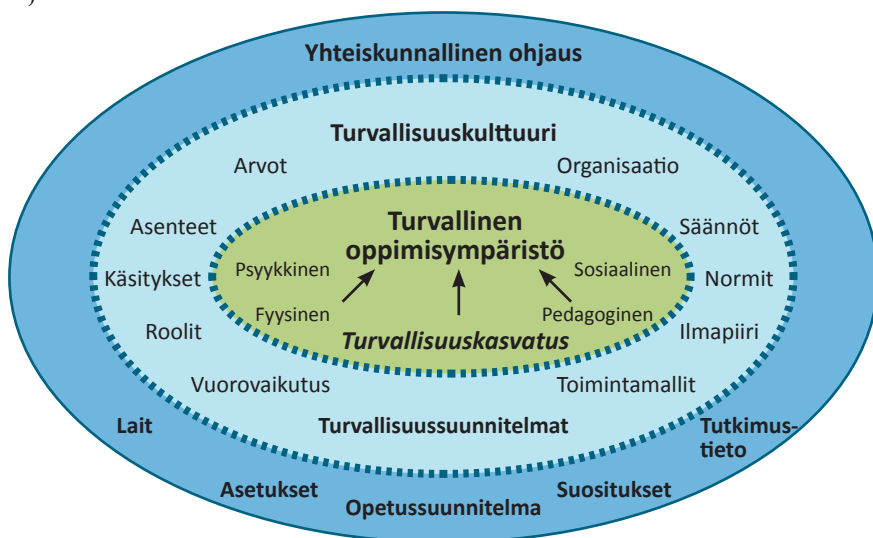 Yhteiskunnallinen ohjaus
Turvallisuuskulttuuri
Arvot
Organisaatio
Turvallinen
oppimisympäristö
Asenteet
Säännöt
Psyykkinen
Sosiaalinen
Käsitykset
Normit
Fyysinen
Pedagoginen
Roolit
Turvallisuuskasvatus
Ilmapiiri
Vuorovaikutus
Toimintamallit
Lait
Turvallisuussuunnitelmat
Tutkimus-
tieto
Asetukset
Opetussuunnitelma
Suositukset